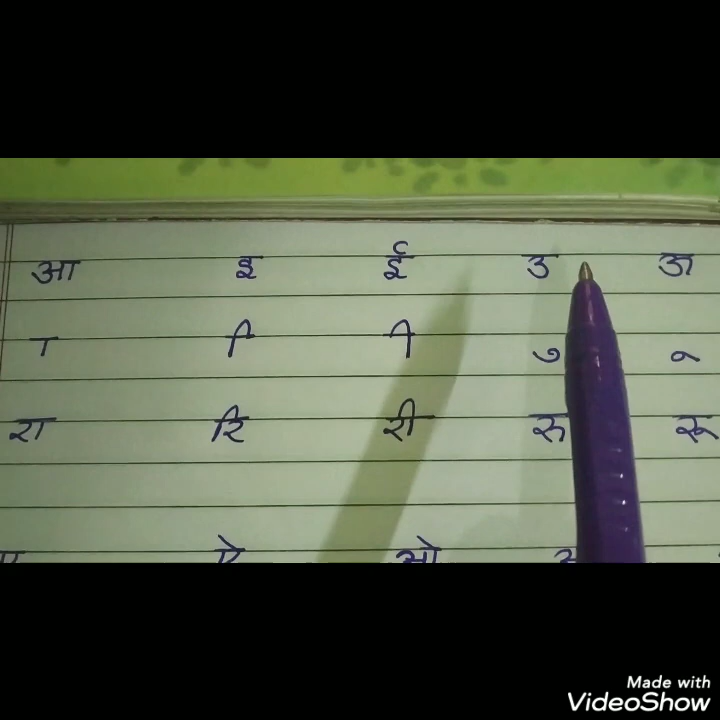 आ इ ई उ ऊ
ा ि ी ु ू
रा रि री रु रू
ऐ ओ
Made with
VideoShow